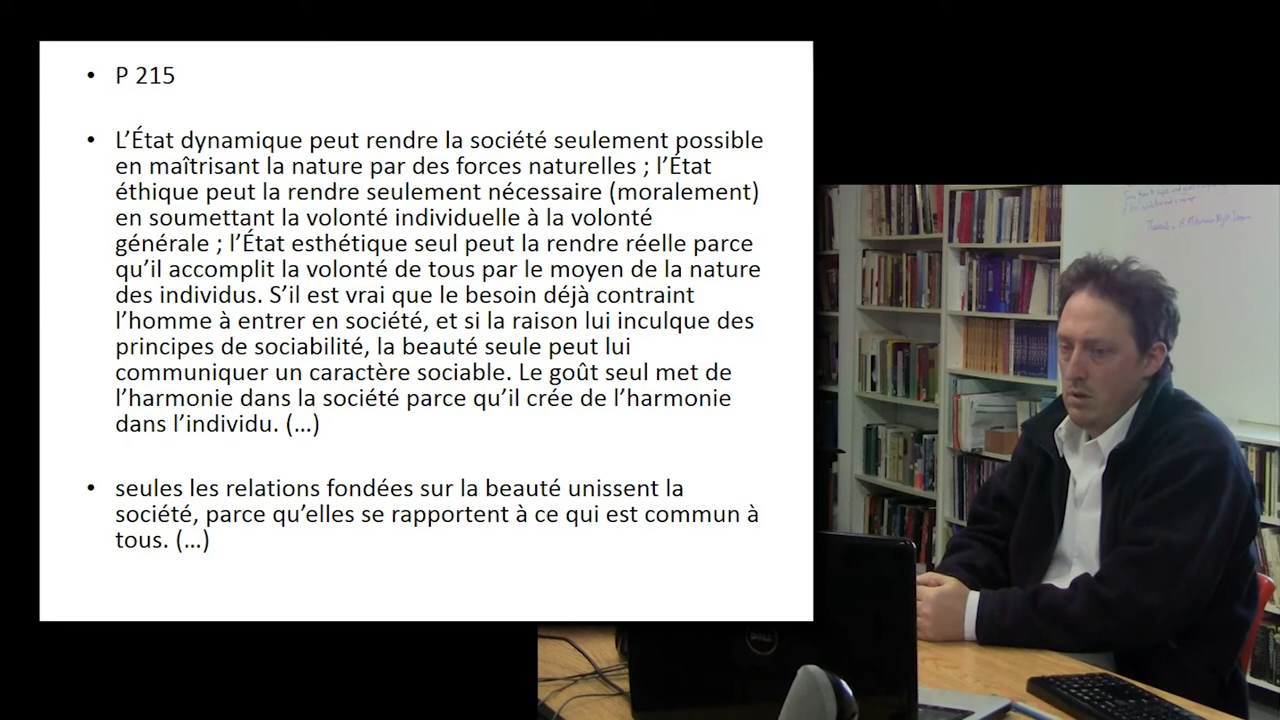 • P 215
• L’État dynamique peut rendre la société seulement possible
en maîtrisant la nature par des forces naturelles ; l’État
éthique peut la rendre seulement nécessaire (moralement)
en soumettant la volonté individuelle à la volonté
générale ; l’État esthétique seul peut la rendre réelle parce
qu’il accomplit la volonté de tous par le moyen de la nature
des individus. S’il est vrai que le besoin déjà contraint
l’homme à entrer en société, et si la raison lui inculque des
principes de sociabilité, la beauté seule peut lui
communiquer un caractère sociable. Le goût seul met de
l’harmonie dans la société parce qu’il crée de l’harmonie
dans l’individu. (…)
• seules les relations fondées sur la beauté unissent la
société, parce qu’elles se rapportent à ce qui est commun à
tous. (…)
DELL